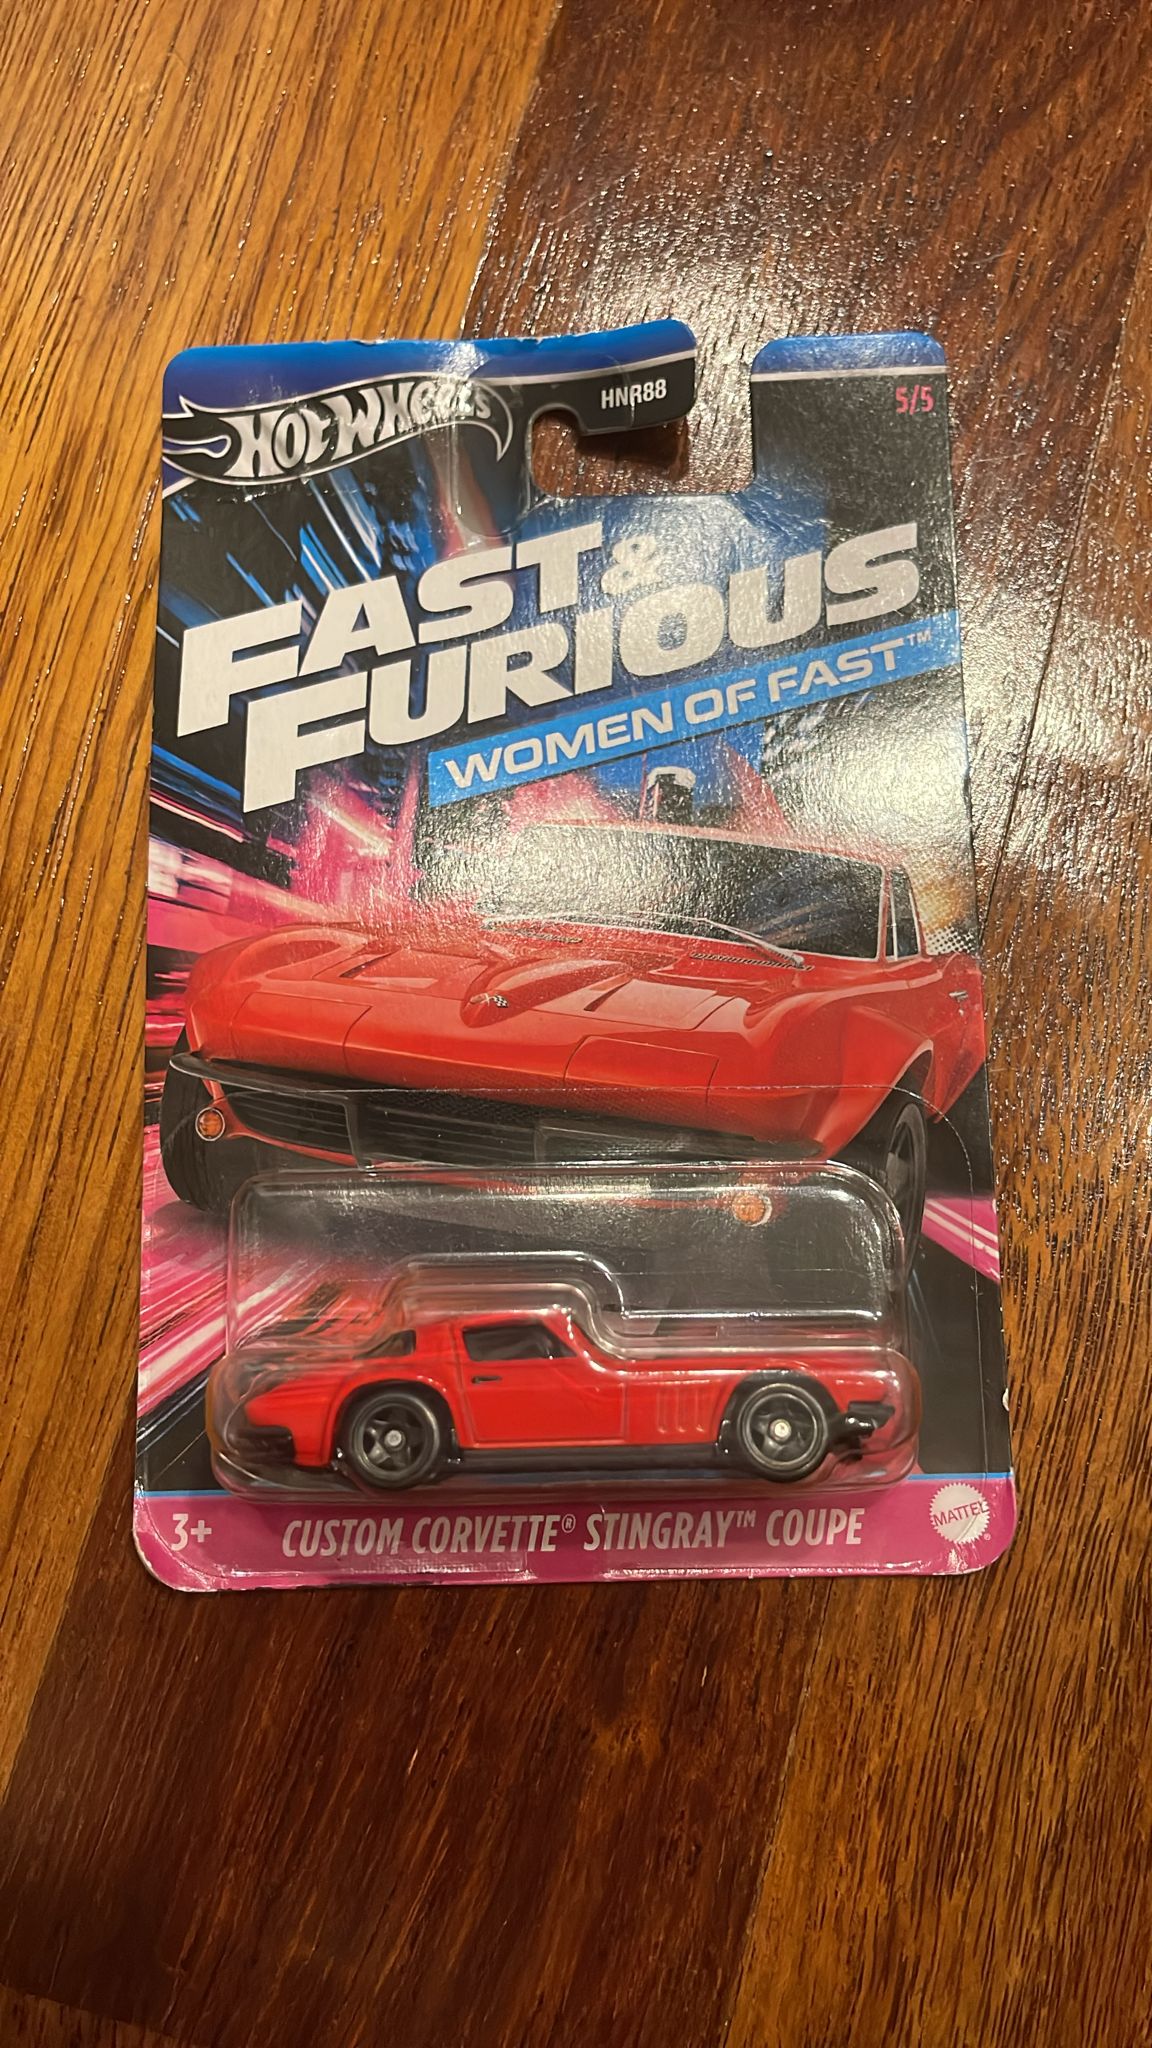 HOT WHEELS
HNR88
5/5
FAST &
FURIOUS
WOMEN OF FAST™
3+
CUSTOM CORVETTE® STINGRAY™ COUPE
MATTEL®